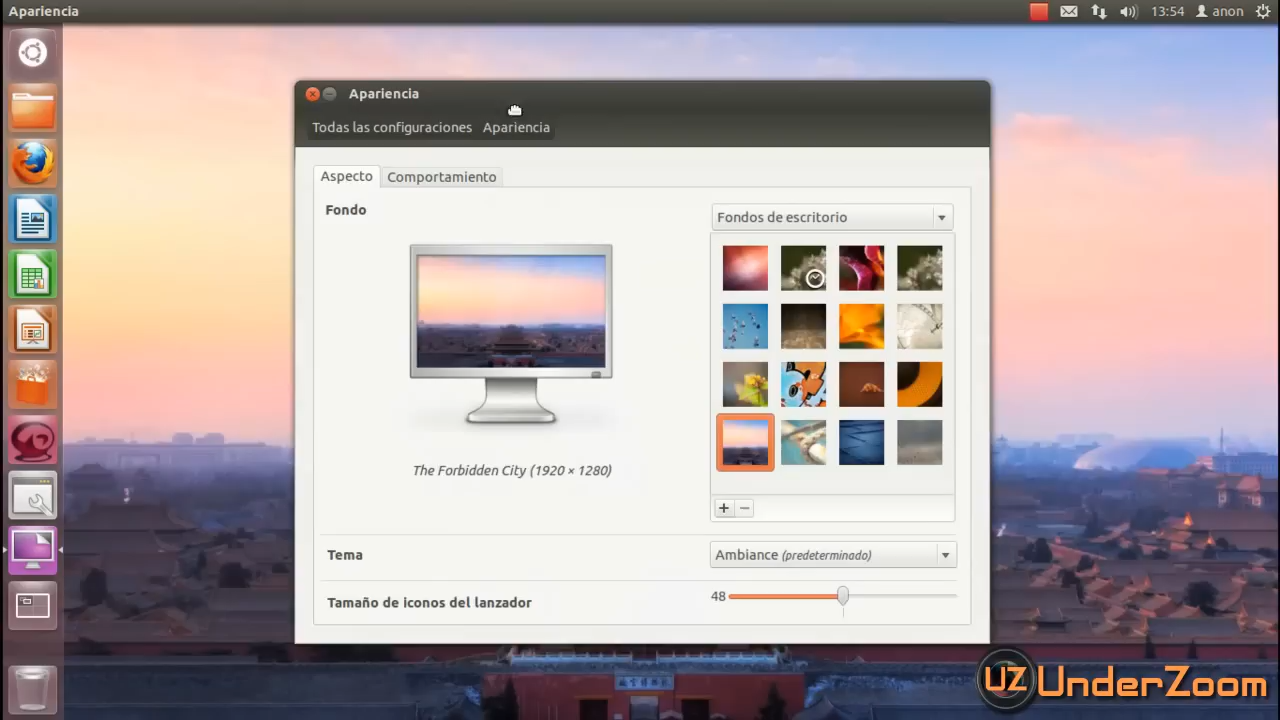 Apariencia
13:54 anon
Apariencia
Todas las configuraciones Apariencia
Aspecto Comportamiento
Fondo
Fondos de escritorio
The Forbidden City (1920 × 1280)
Tema
Ambiance (predeterminado)
Tamaño de iconos del lanzador
48
UZ UnderZoom